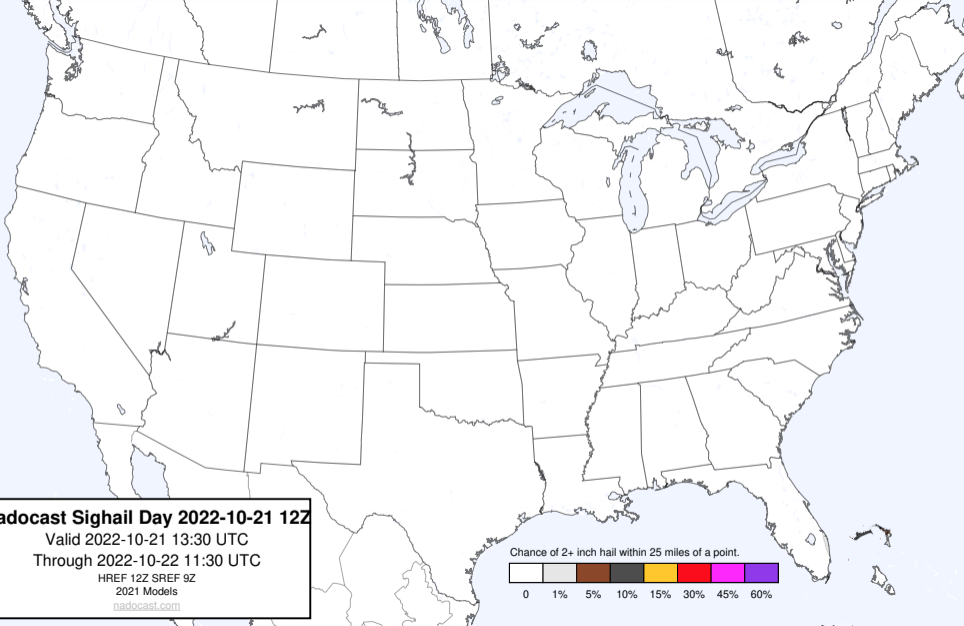 adocast Sighail Day 2022-10-21 12Z
Valid 2022-10-21 13:30 UTC
Through 2022-10-22 11:30 UTC
HREF 12Z SREF 9Z
2021 Models
nadocast.com
Chance of 2+ inch hail within 25 miles of a point.
0 1% 5% 10% 15% 30% 45% 60%